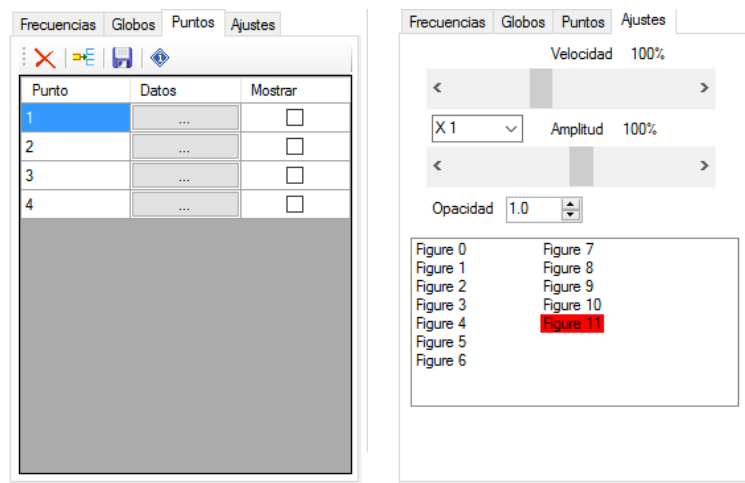 Frecuencias Globos Puntos Ajustes
Punto Datos Mostrar
1 ...
2 ...
3 ...
4 ...
Frecuencias Globos Puntos Ajustes
Velocidad 100%
X 1 Amplitud 100%
Opacidad 1.0
Figure 0
Figure 1
Figure 2
Figure 3
Figure 4
Figure 5
Figure 6
Figure 7
Figure 8
Figure 9
Figure 10
Figure 11